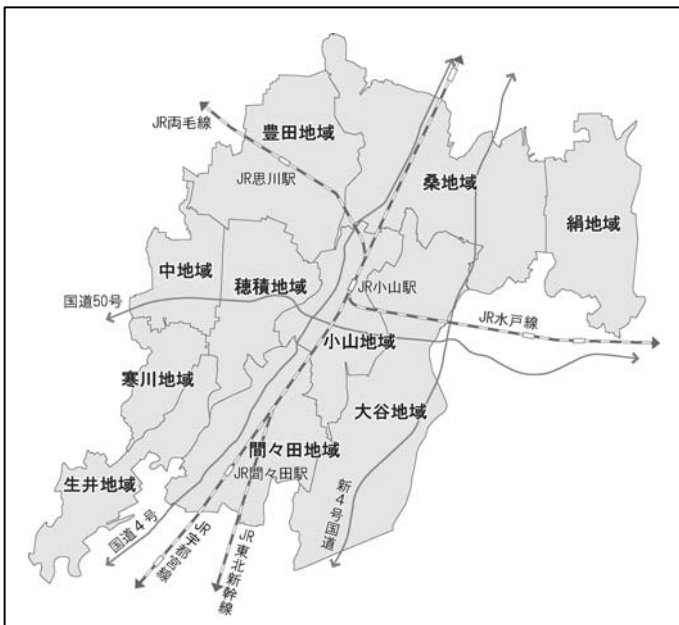 豊田地域
JR両毛線
JR思川駅
桑地域
絹地域
中地域
穂積地域
国道50号
JR小山駅
JR水戸線
小山地域
寒川地域
大谷地域
間々田地域
JR間々田駅
生井地域
新4号国道
国道4号
JR宇都宮線
JR東北新幹線